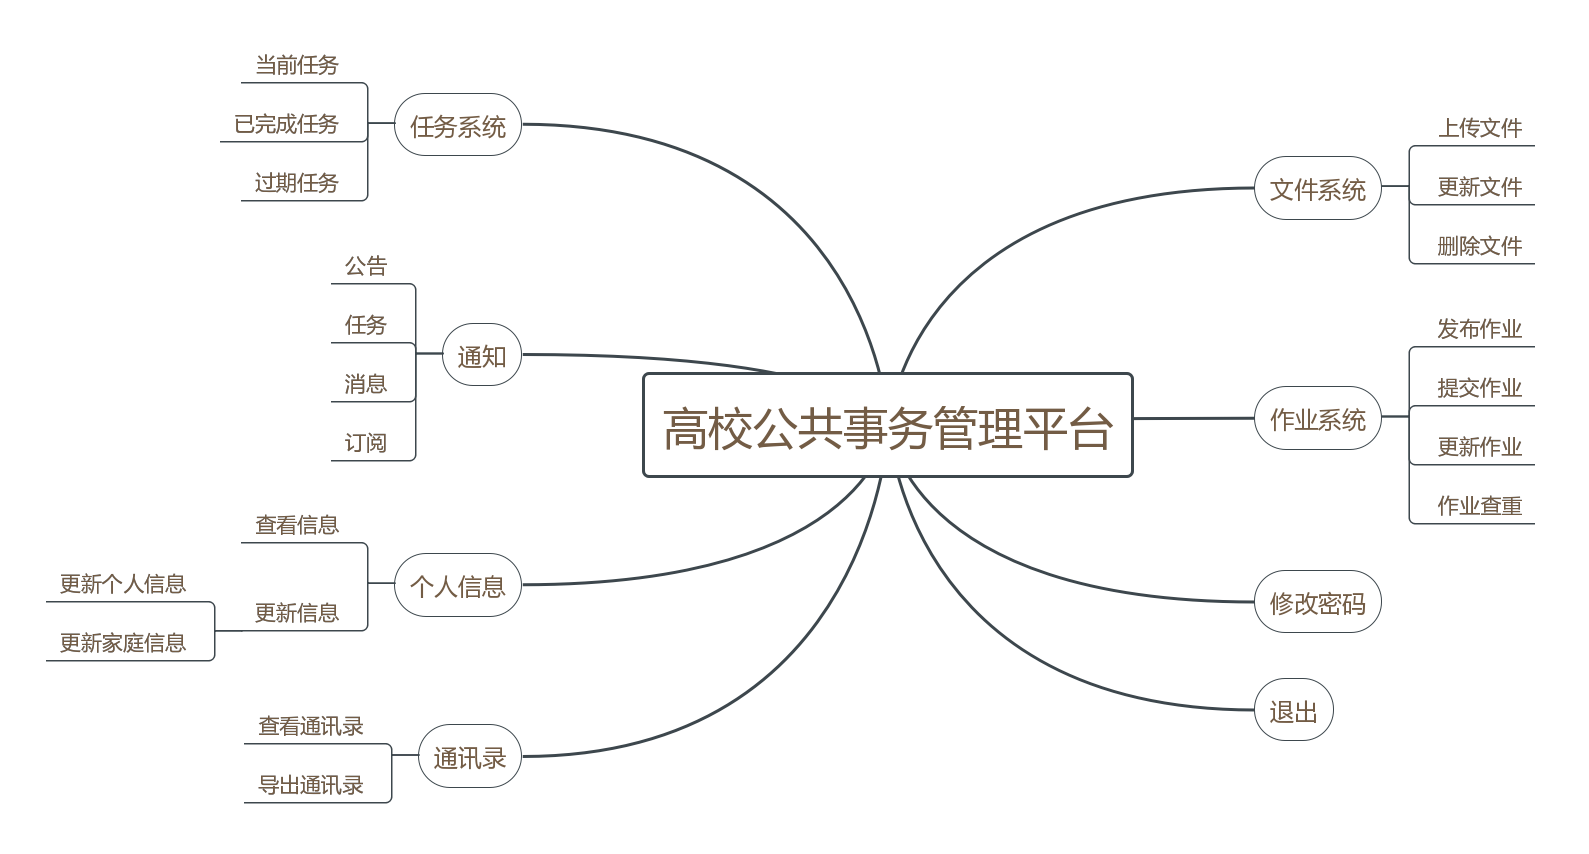 高校公共事务管理平台
任务系统
当前任务
已完成任务
过期任务
通知
公告
任务
消息
订阅
个人信息
查看信息
更新信息
更新个人信息
更新家庭信息
通讯录
查看通讯录
导出通讯录
文件系统
上传文件
更新文件
删除文件
作业系统
发布作业
提交作业
更新作业
作业查重
修改密码
退出